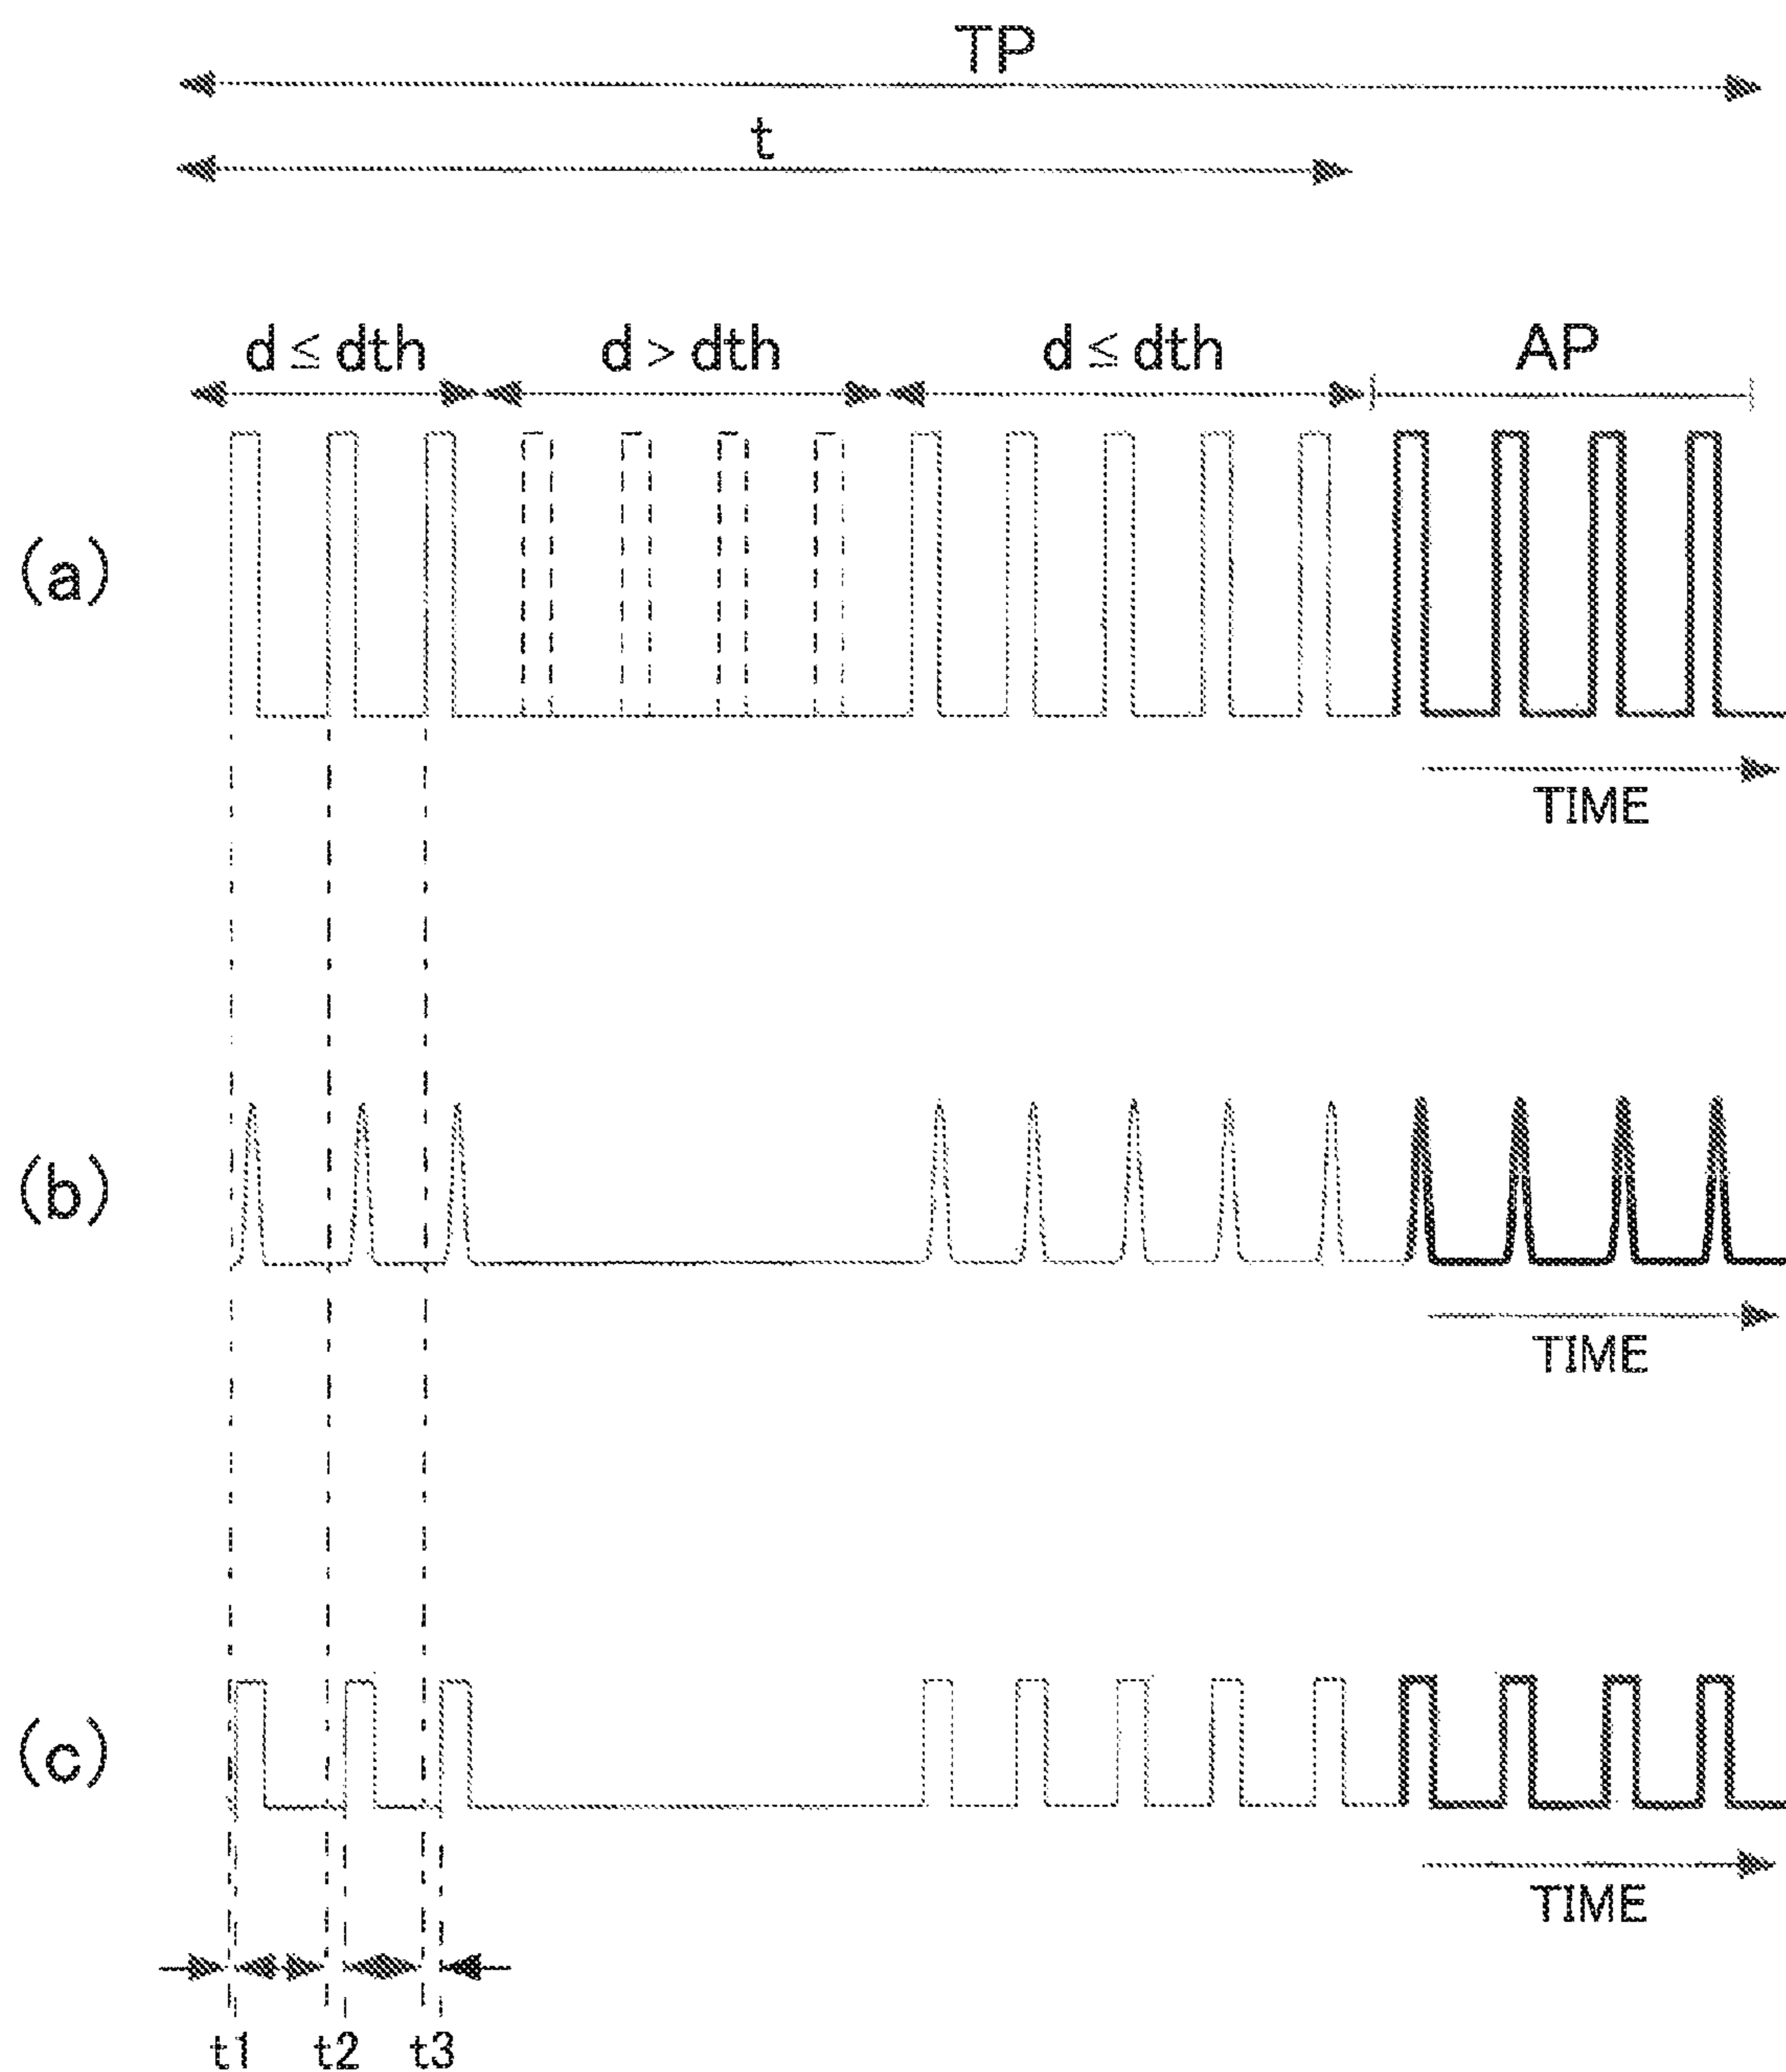 TP
t
d ≤ dth d > dth d ≤ dth AP
(a)
TIME
(b)
TIME
(c)
TIME
t1 t2 t3